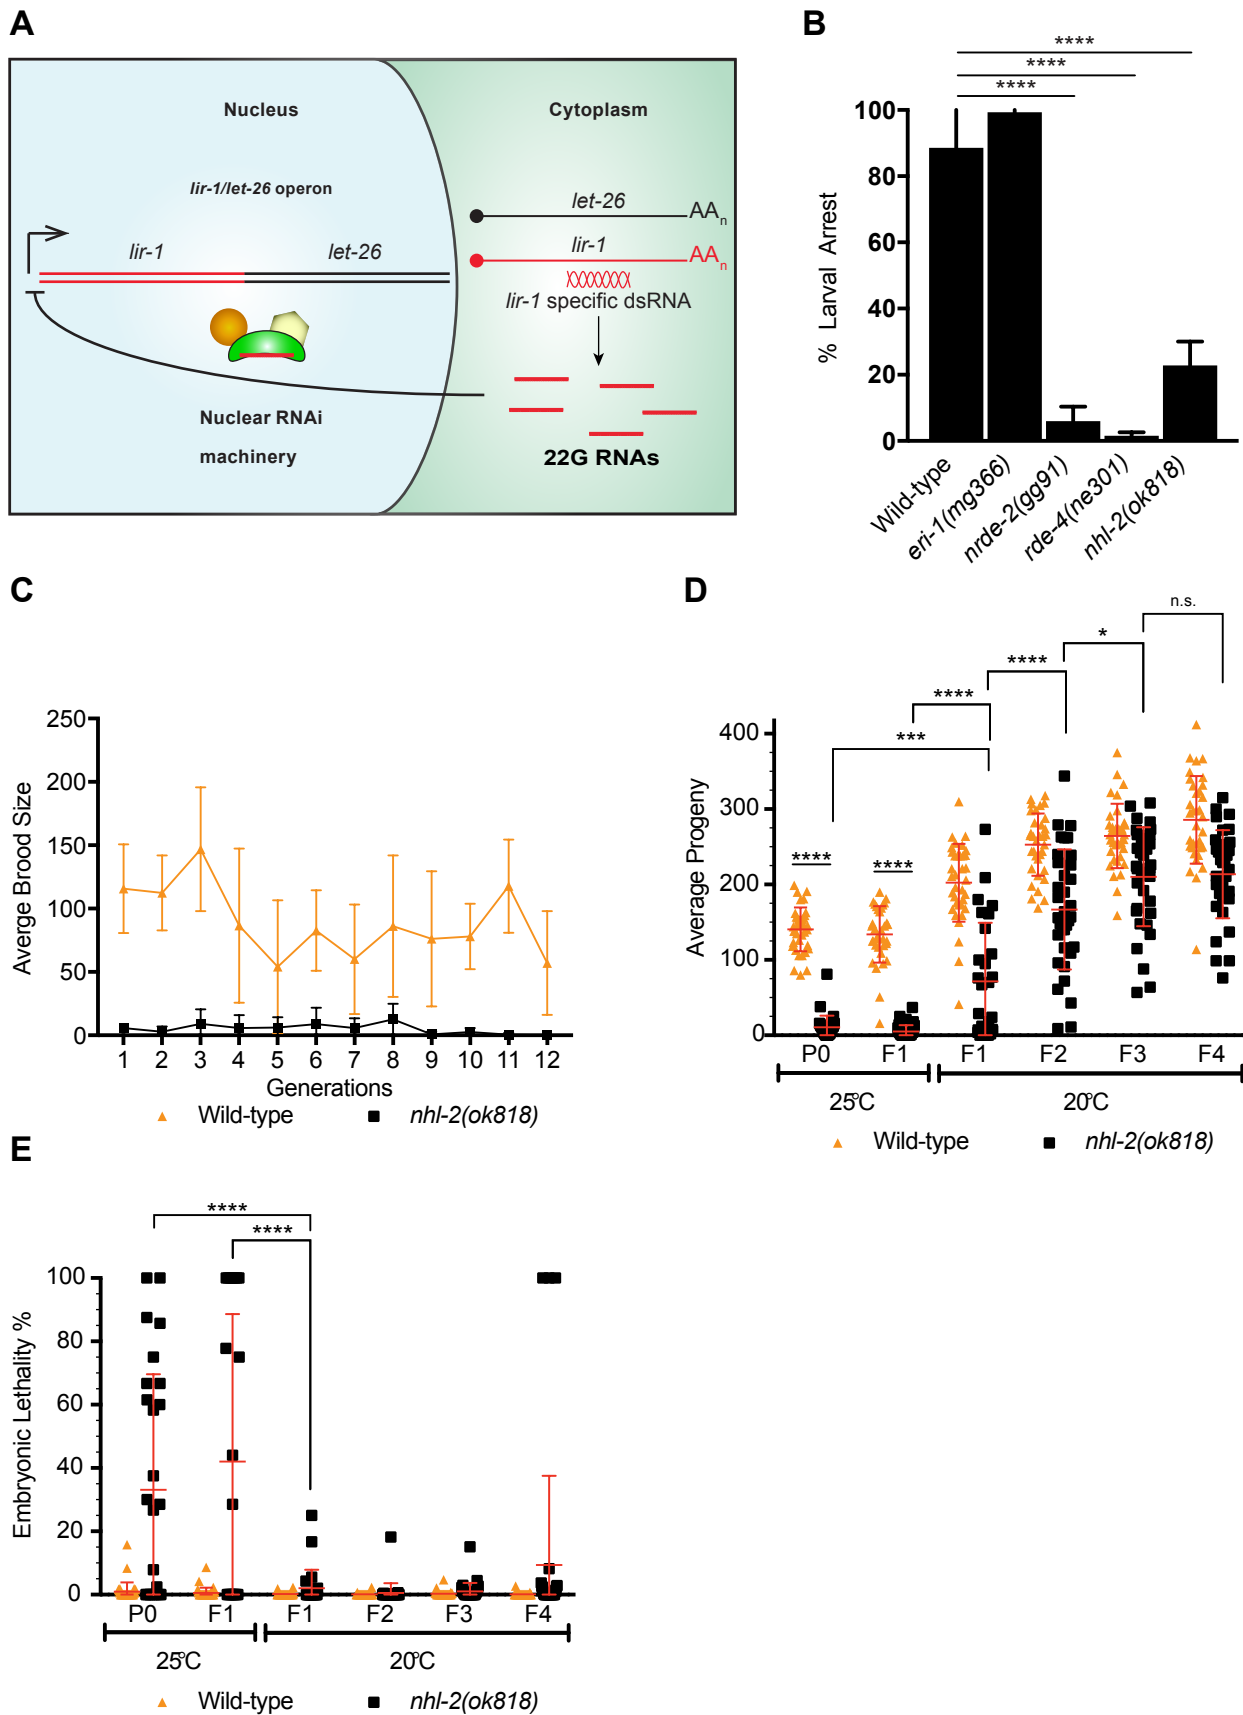 A
Nucleus
Cytoplasm
lir-1/let-26 operon
lir-1
let-26
let-26
AAn
lir-1
AAn
lir-1 specific dsRNA
22G RNAs
Nuclear RNAi
machinery
B
****
****
****
% Larval Arrest
100
80
60
40
20
0
Wild-type
eri-1(mg366)
nrde-2(gg91)
rde-4(ne301)
nhl-2(ok818)
C
Averge Brood Size
250
200
150
100
50
0
1 2 3 4 5 6 7 8 9 10 11 12
Generations
Wild-type
nhl-2(ok818)
D
n.s.
*
****
****
***
****
****
Average Progeny
400
300
200
100
0
P0 F1 F1 F2 F3 F4
25°C
20°C
Wild-type
nhl-2(ok818)
E
****
****
Embryonic Lethality %
100
80
60
40
20
0
P0 F1 F1 F2 F3 F4
25°C
20°C
Wild-type
nhl-2(ok818)